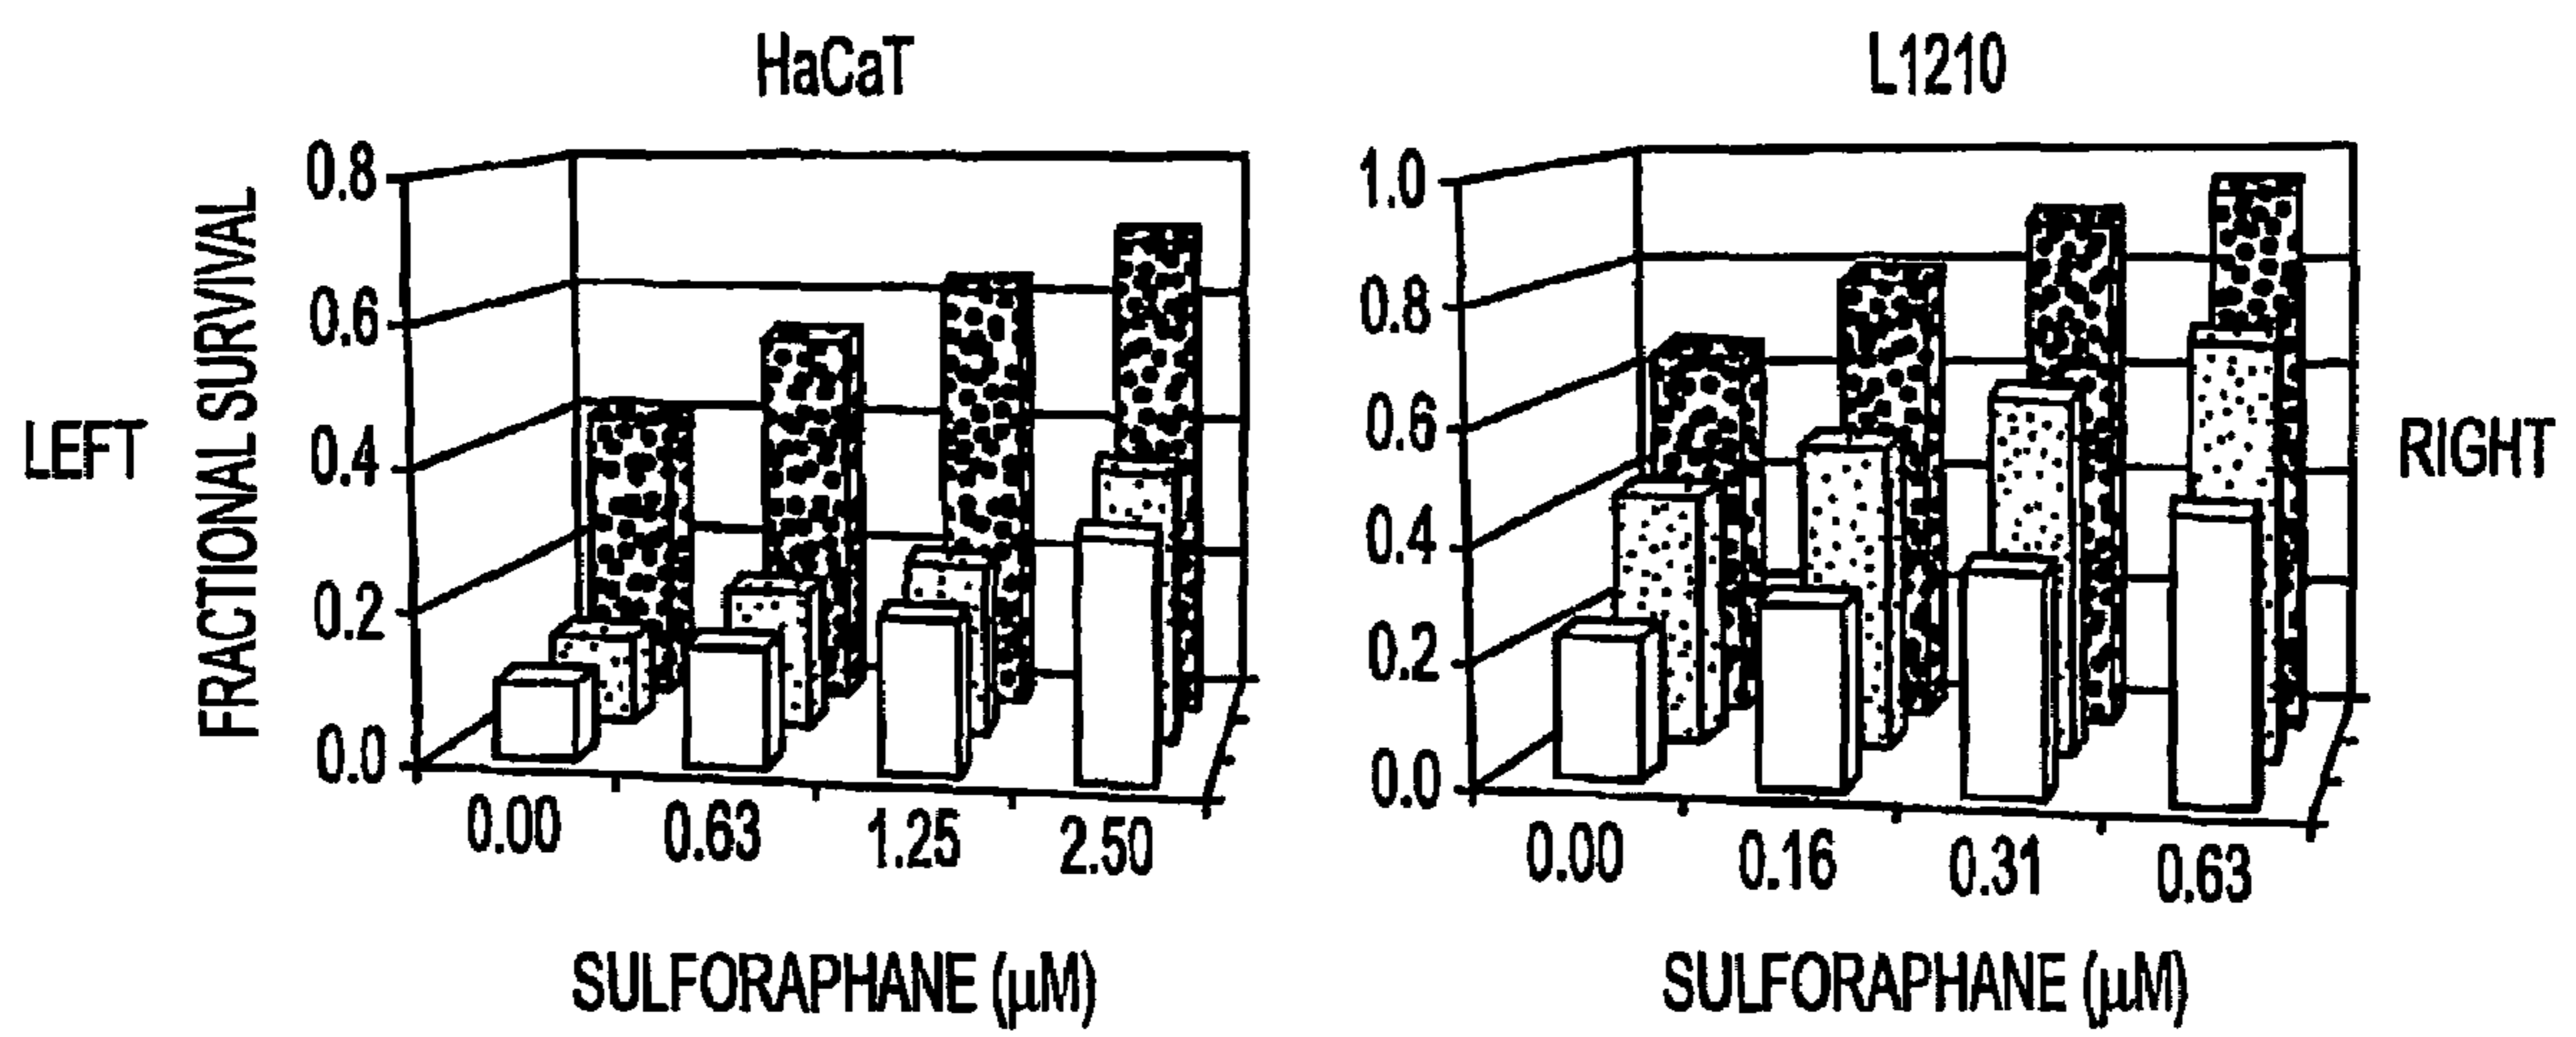 HaCaT
L1210
LEFT
FRACTIONAL SURVIVAL
0.8
0.6
0.4
0.2
0.0
0.00 0.63 1.25 2.50
SULFORAPHANE (µM)
1.0
0.8
0.6
0.4
0.2
0.0
0.00 0.16 0.31 0.63
SULFORAPHANE (µM)
RIGHT